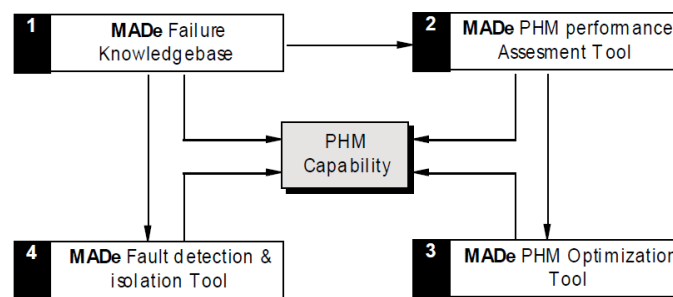 1
MADe Failure
Knowledgebase
2
MADe PHM performance
Assesment Tool
PHM
Capability
4
MADe Fault detection &
isolation Tool
3
MADe PHM Optimization
Tool